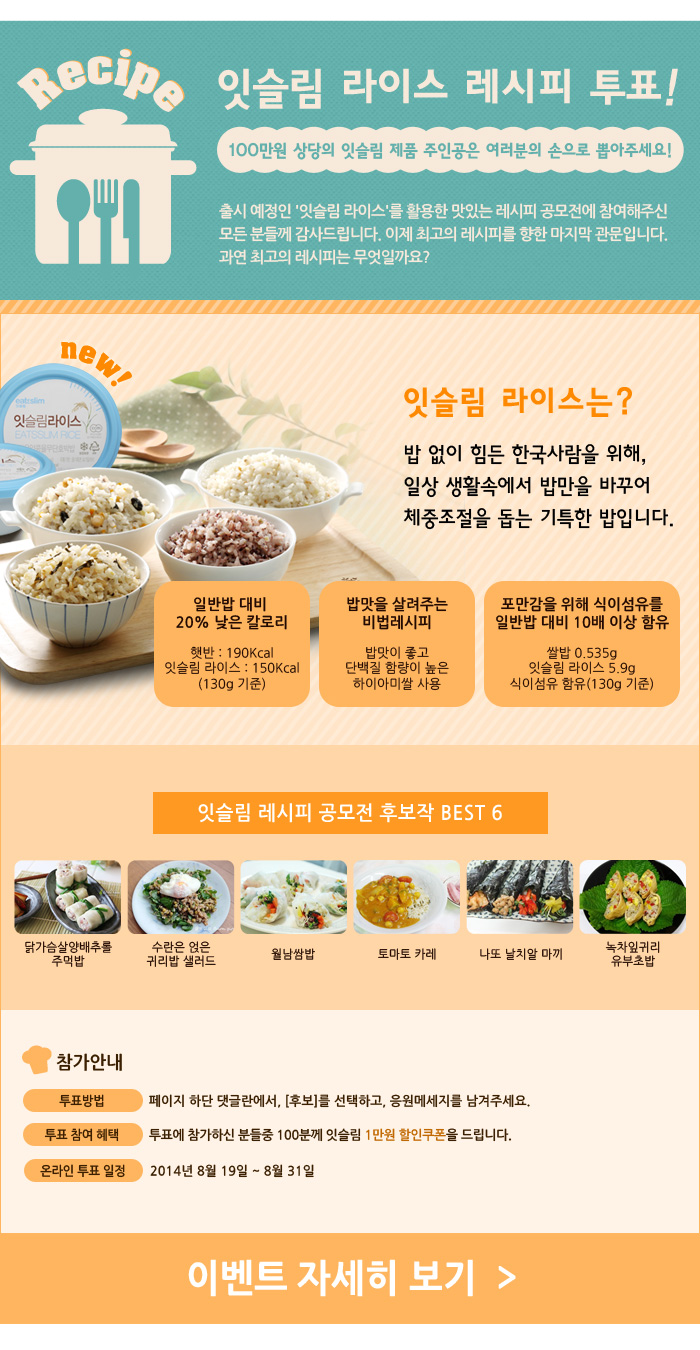 Recipe
잇슬림 라이스 레시피 투표!
100만원 상당의 잇슬림 제품 주인공은 여러분의 손으로 뽑아주세요!
출시 예정인 '잇슬림 라이스'를 활용한 맛있는 레시피 공모전에 참여해주신
모든 분들께 감사드립니다. 이제 최고의 레시피를 향한 마지막 관문입니다.
과연 최고의 레시피는 무엇일까요?
new!
eatsslim
잇슬림라이스
EATSSLIM RICE
잇슬림 라이스는?
밥 없이 힘든 한국사람을 위해,
일상 생활속에서 밥만을 바꾸어
체중조절을 돕는 기특한 밥입니다.
일반밥 대비
20% 낮은 칼로리
햇반 : 190Kcal
잇슬림 라이스 : 150Kcal
(130g 기준)
밥맛을 살려주는
비법레시피
밥맛이 좋고
단백질 함량이 높은
하이아미쌀 사용
포만감을 위해 식이섬유를
일반밥 대비 10배 이상 함유
쌀밥 0.535g
잇슬림 라이스 5.9g
식이섬유 함유(130g 기준)
잇슬림 레시피 공모전 후보작 BEST 6
닭가슴살양배추롤
주먹밥
수란은 얹은
귀리밥 샐러드
월남쌈밥
토마토 카레
나또 날치알 마끼
녹차잎귀리
유부초밥
참가안내
투표방법 페이지 하단 댓글란에서, [후보]를 선택하고, 응원메세지를 남겨주세요.
투표 참여 혜택 투표에 참가하신 분들중 100분께 잇슬림 1만원 할인쿠폰을 드립니다.
온라인 투표 일정 2014년 8월 19일 ~ 8월 31일
이벤트 자세히 보기 >